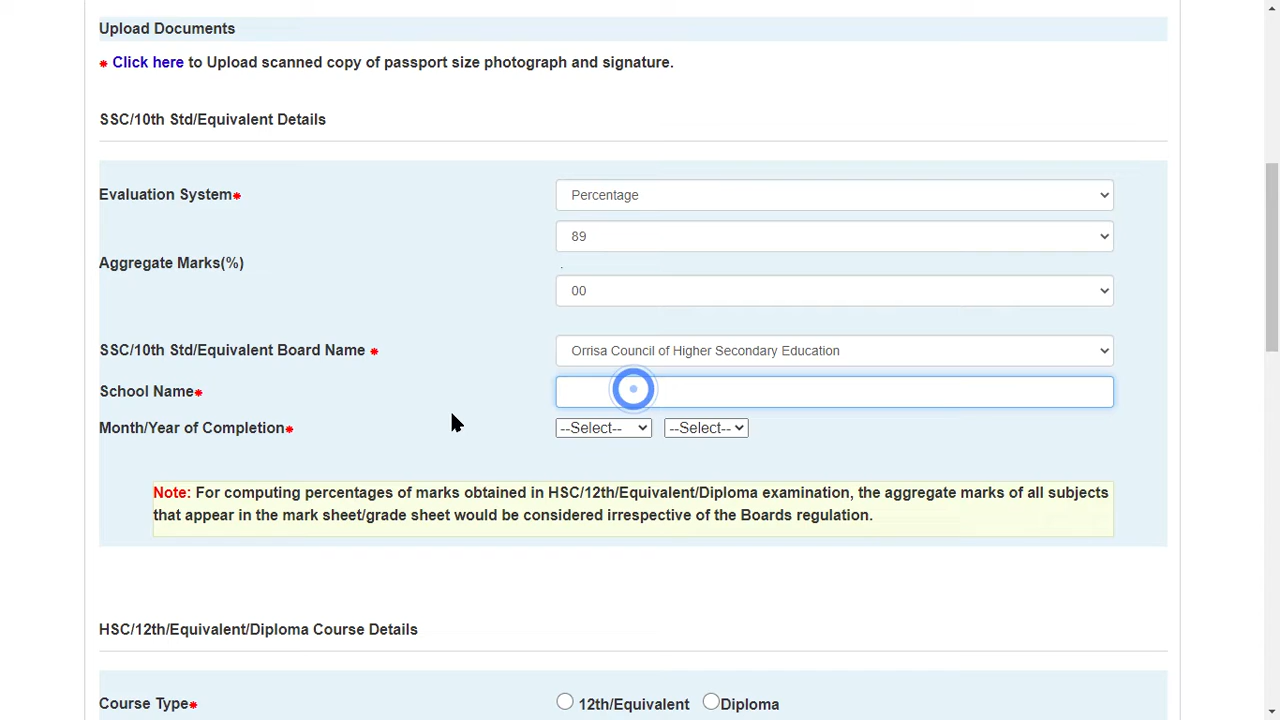 Upload Documents
* Click here to Upload scanned copy of passport size photograph and signature.
SSC/10th Std/Equivalent Details
Evaluation System*
Percentage
89
Aggregate Marks(%)
.
00
SSC/10th Std/Equivalent Board Name *
Orrisa Council of Higher Secondary Education
School Name*
Month/Year of Completion*
--Select-- --Select--
Note: For computing percentages of marks obtained in HSC/12th/Equivalent/Diploma examination, the aggregate marks of all subjects
that appear in the mark sheet/grade sheet would be considered irrespective of the Boards regulation.
HSC/12th/Equivalent/Diploma Course Details
Course Type*
12th/Equivalent Diploma